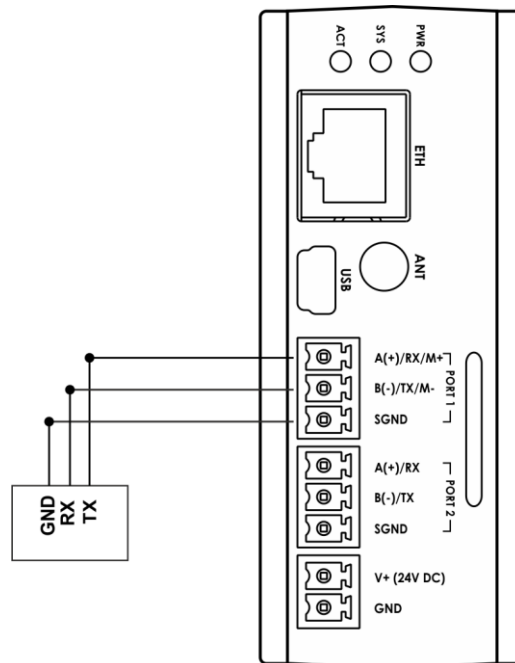 ACT
SYS
PWR
ETH
USB
ANT
A(+)/RX/M+
B(-)/TX/M-
SGND
PORT 1
A(+)/RX
B(-)/TX
SGND
PORT 2
V+ (24V DC)
GND
GND
RX
TX